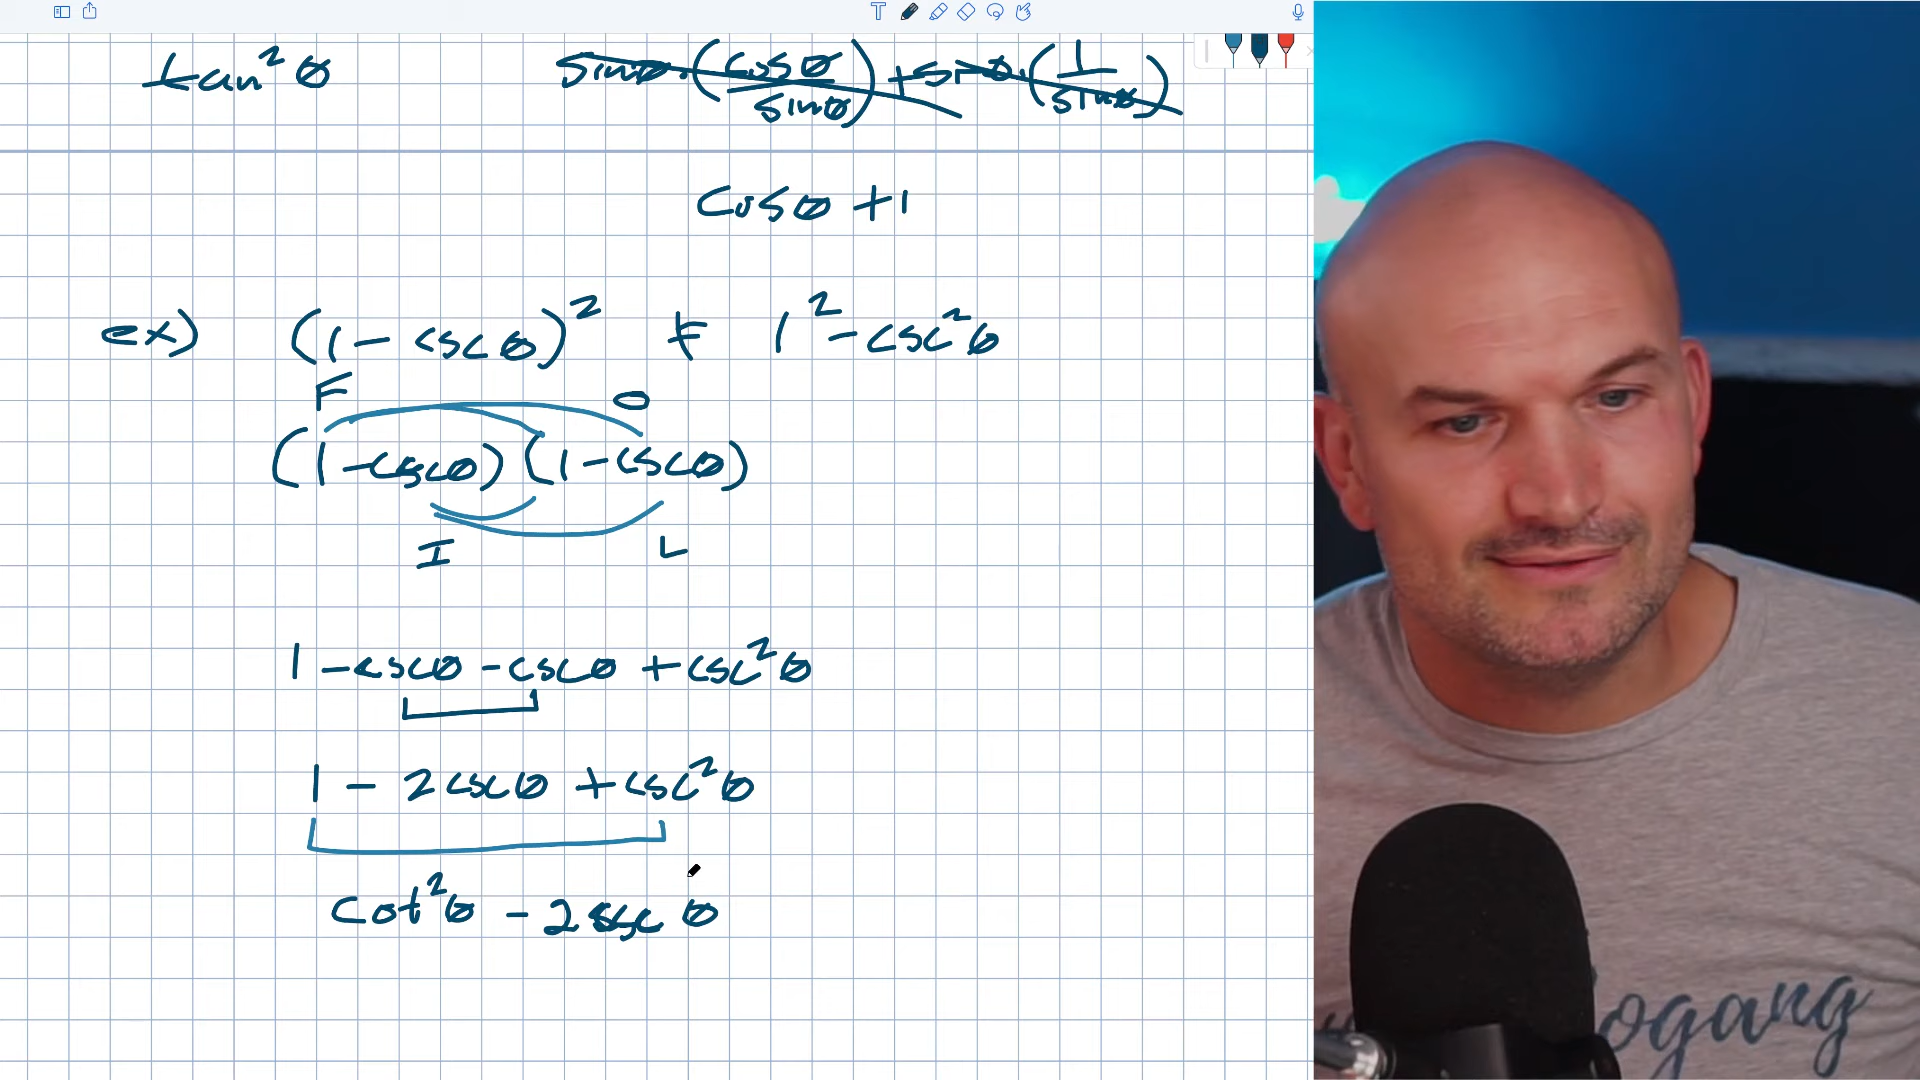 tan²θ sinθ·(cosθ/sinθ) + sinθ·(1/sinθ)
cosθ + 1
ex) (1 - cscθ)² ≠ 1² - csc²θ
F O
(1 - cscθ)(1 - cscθ)
I L
1 - cscθ - cscθ + csc²θ
1 - 2cscθ + csc²θ
cot²θ - 2cscθ
ogang